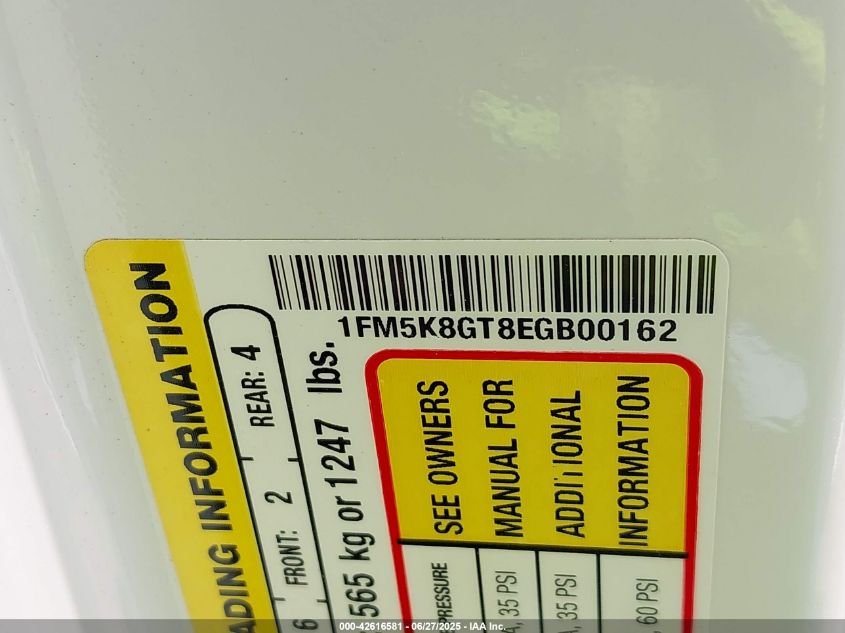 1FM5K8GT8EGB00162
ADING INFORMATION
6 FRONT: 2 REAR: 4
565 kg or 1247 lbs.
SEE OWNERS
MANUAL FOR
ADDITIONAL
INFORMATION
PRESSURE
A, 35 PSI
A, 35 PSI
60 PSI
000-42616581 - 06/27/2025 - IAA Inc.